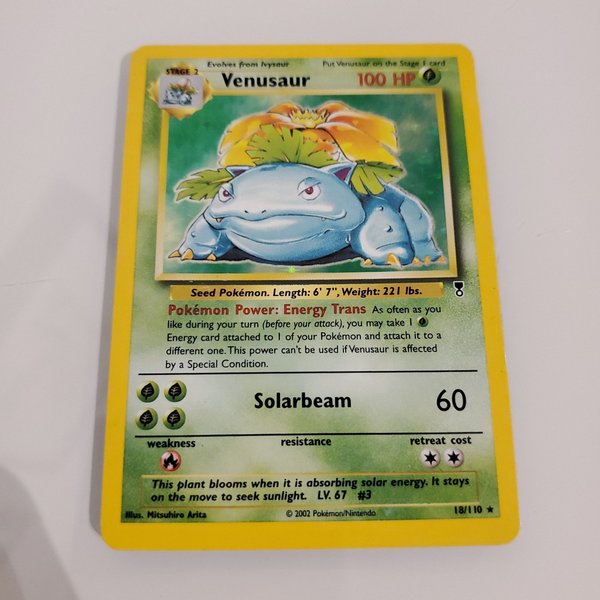 Evolves from Ivysaur Put Venusaur on the Stage 1 card
STAGE 2
Venusaur 100 HP
Seed Pokémon. Length: 6' 7", Weight: 221 lbs.
Pokémon Power: Energy Trans As often as you
like during your turn (before your attack), you may take 1
Energy card attached to 1 of your Pokémon and attach it to a
different one. This power can't be used if Venusaur is affected
by a Special Condition.
Solarbeam 60
weakness resistance retreat cost
This plant blooms when it is absorbing solar energy. It stays
on the move to seek sunlight. LV. 67 #3
Illus. Mitsuhiro Arita © 2002 Pokémon/Nintendo 18/110 ★